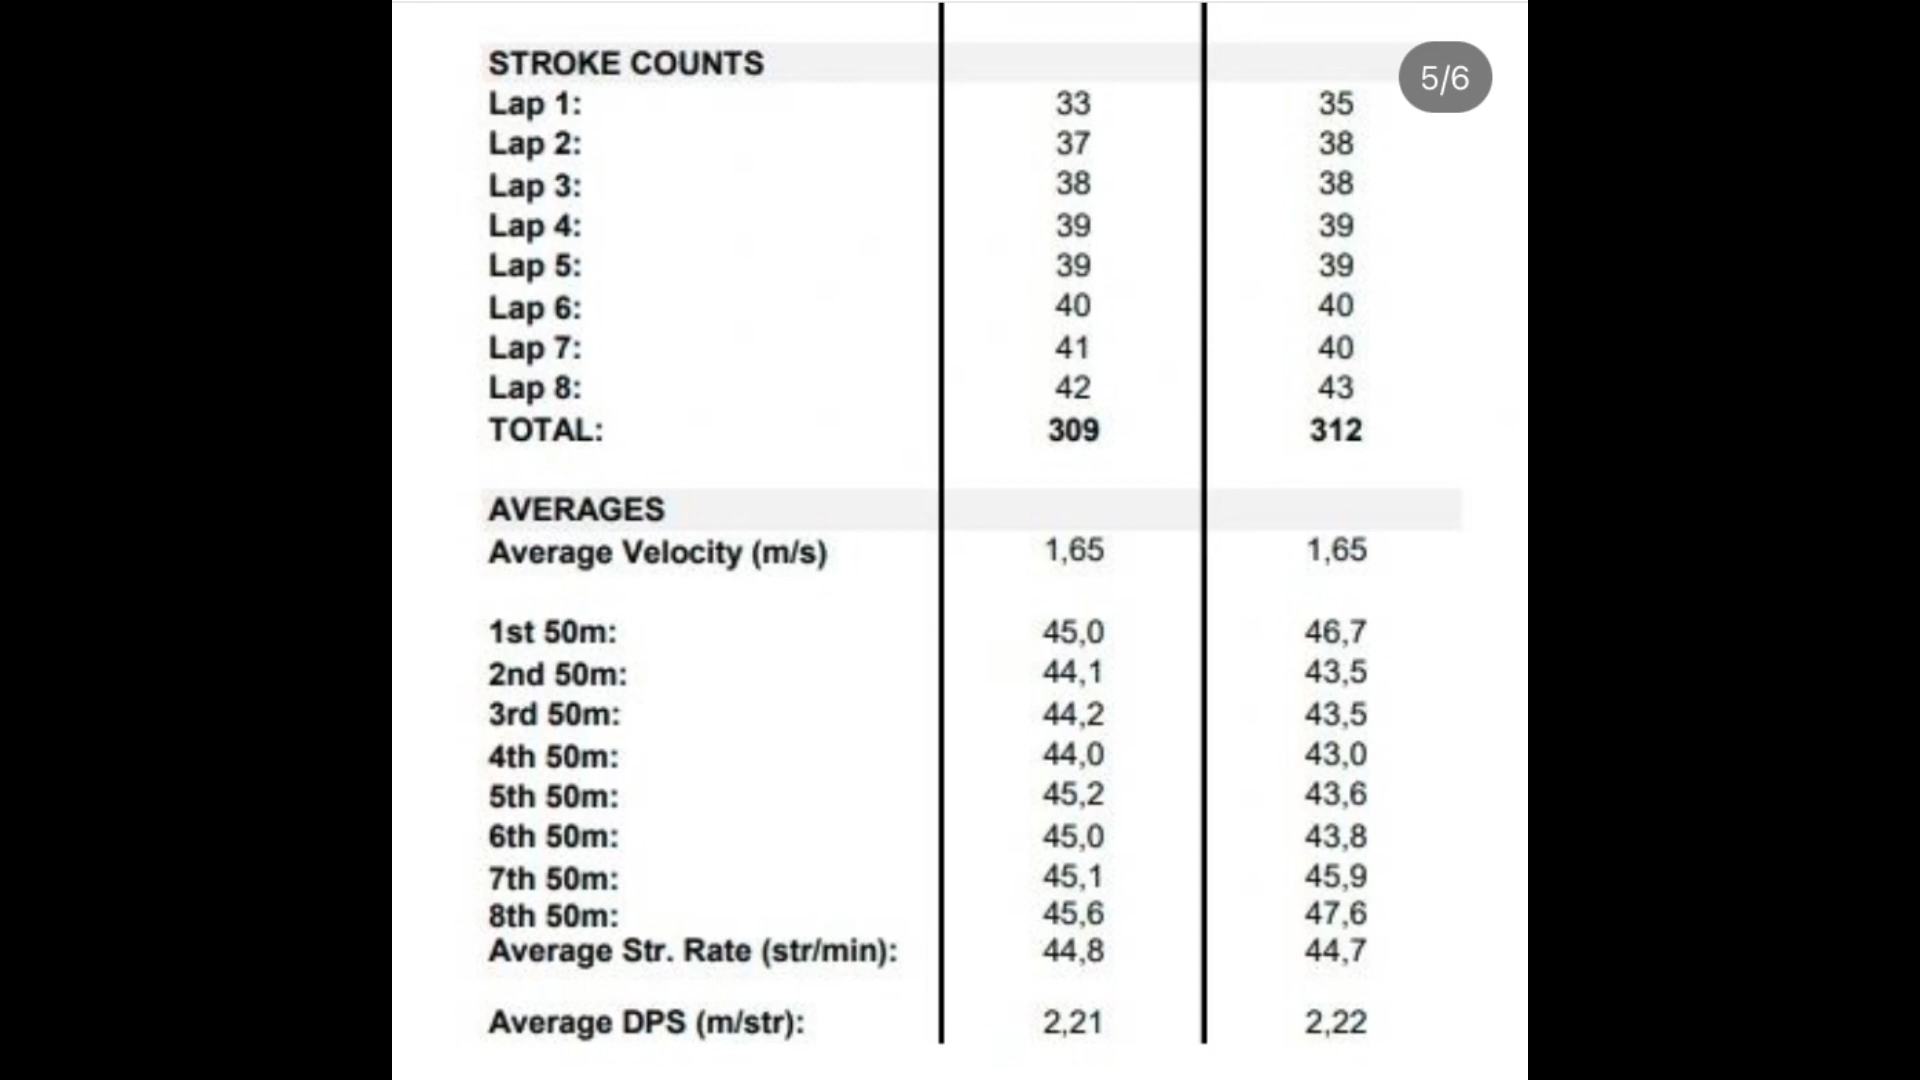 5/6
STROKE COUNTS
Lap 1: 33 35
Lap 2: 37 38
Lap 3: 38 38
Lap 4: 39 39
Lap 5: 39 39
Lap 6: 40 40
Lap 7: 41 40
Lap 8: 42 43
TOTAL: 309 312
AVERAGES
Average Velocity (m/s) 1,65 1,65
1st 50m: 45,0 46,7
2nd 50m: 44,1 43,5
3rd 50m: 44,2 43,5
4th 50m: 44,0 43,0
5th 50m: 45,2 43,6
6th 50m: 45,0 43,8
7th 50m: 45,1 45,9
8th 50m: 45,6 47,6
Average Str. Rate (str/min): 44,8 44,7
Average DPS (m/str): 2,21 2,22